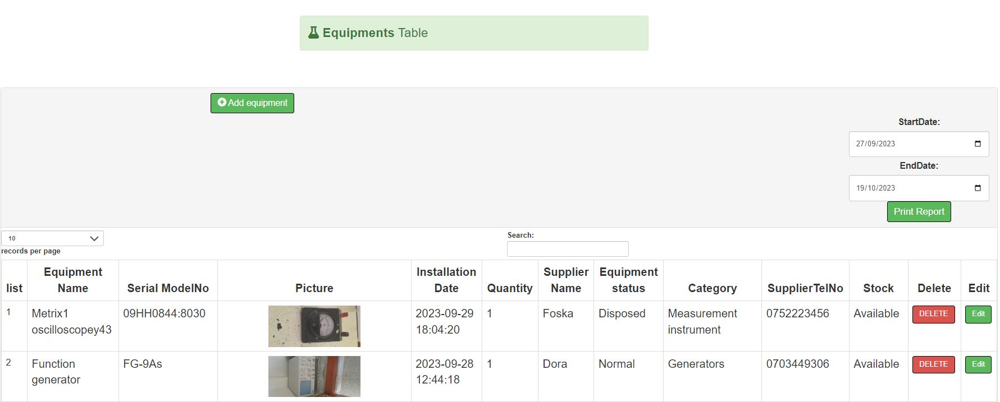 Equipments Table
Add equipment
StartDate:
27/09/2023
EndDate:
19/10/2023
Print Report
10
records per page
Search:
list Equipment Name Serial ModelNo Picture Installation Date Quantity Supplier Name Equipment status Category SupplierTelNo Stock Delete Edit
1 Metrix1 oscilloscopey43 09HH0844:8030 2023-09-29 18:04:20 1 Foska Disposed Measurement instrument 0752223456 Available DELETE Edit
2 Function generator FG-9As 2023-09-28 12:44:18 1 Dora Normal Generators 0703449306 Available DELETE Edit